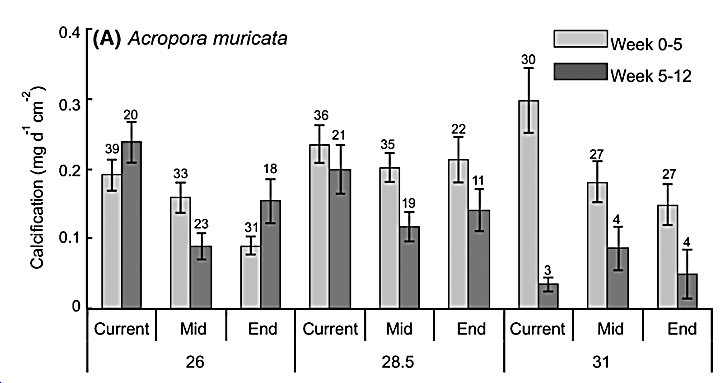 (A) Acropora muricata
Week 0-5
Week 5-12
Calcification (mg d⁻¹ cm⁻²)
0.4
0.3
0.2
0.1
0
39 20 33 23 31 18 36 21 35 19 22 11 30 3 27 4 27 4
Current Mid End Current Mid End Current Mid End
26 28.5 31